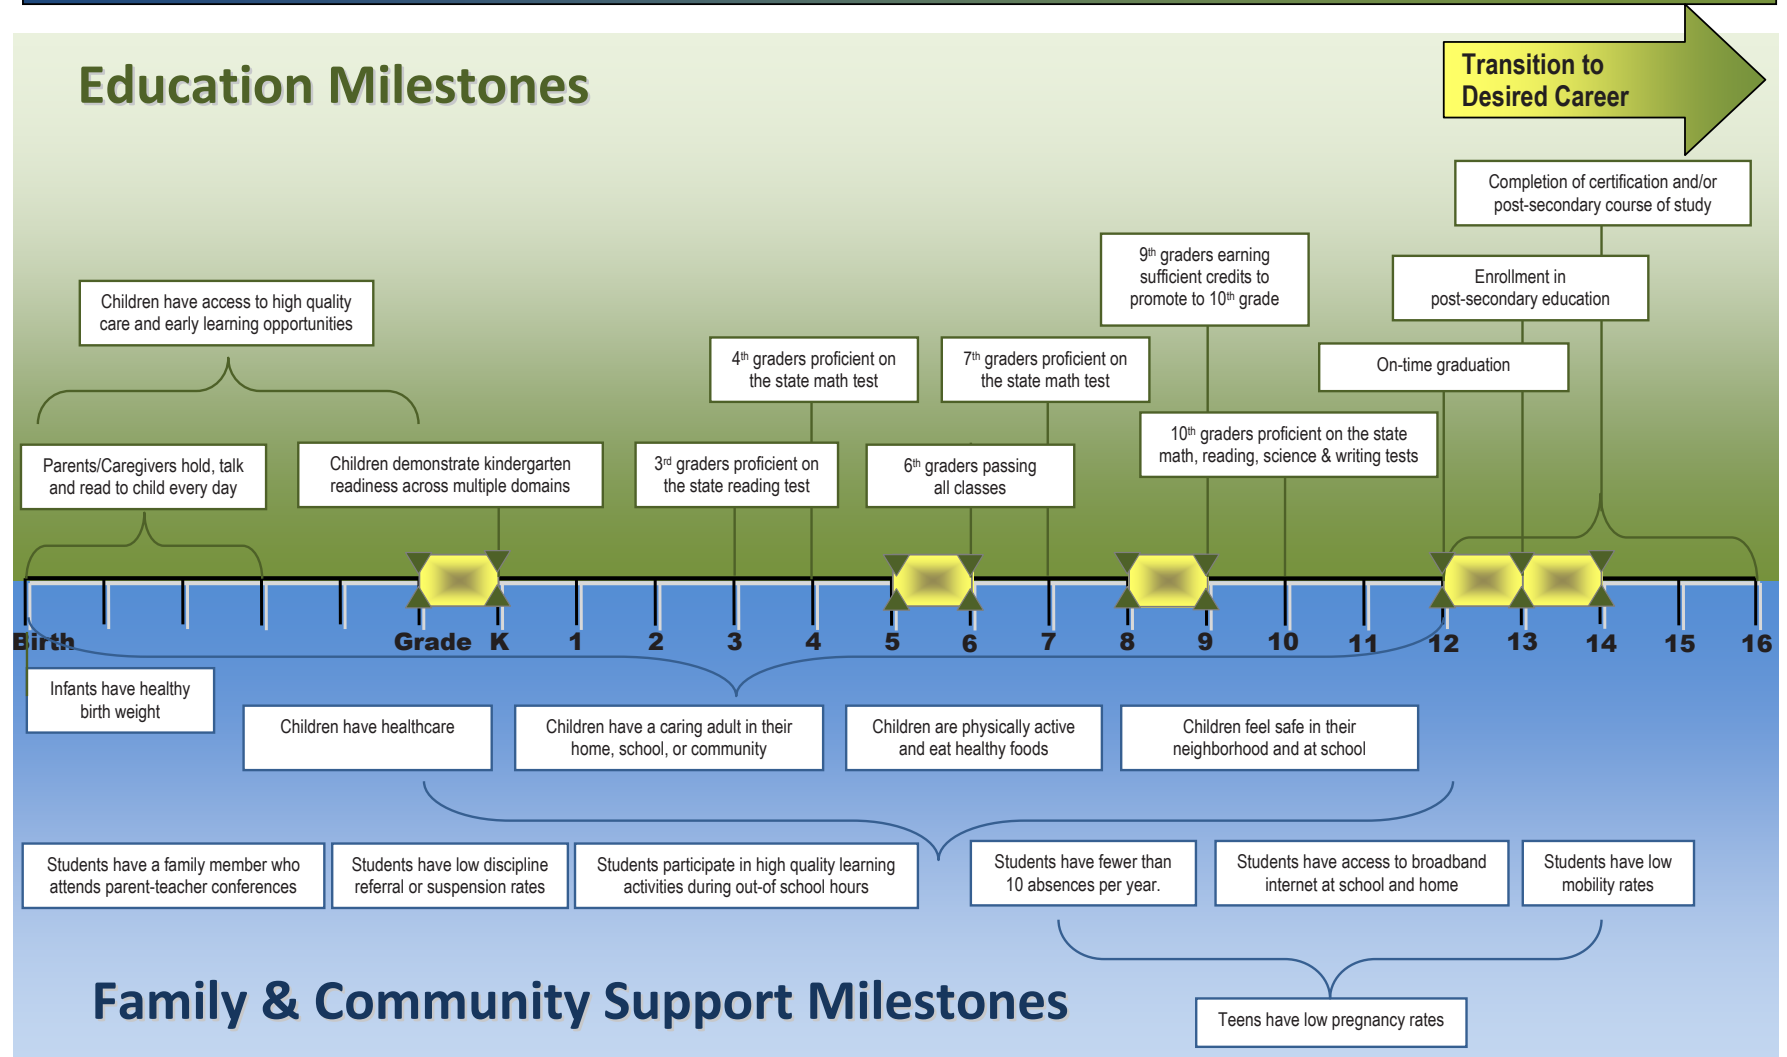 Education Milestones
Transition to
Desired Career
Completion of certification and/or
post-secondary course of study
9th graders earning
sufficient credits to
promote to 10th grade
Enrollment in
post-secondary education
Children have access to high quality
care and early learning opportunities
4th graders proficient on
the state math test
7th graders proficient on
the state math test
On-time graduation
Parents/Caregivers hold, talk
and read to child every day
Children demonstrate kindergarten
readiness across multiple domains
3rd graders proficient on
the state reading test
6th graders passing
all classes
10th graders proficient on the state
math, reading, science & writing tests
Birth Grade K 1 2 3 4 5 6 7 8 9 10 11 12 13 14 15 16
Infants have healthy
birth weight
Children have healthcare
Children have a caring adult in their
home, school, or community
Children are physically active
and eat healthy foods
Children feel safe in their
neighborhood and at school
Students have a family member who
attends parent-teacher conferences
Students have low discipline
referral or suspension rates
Students participate in high quality learning
activities during out-of school hours
Students have fewer than
10 absences per year.
Students have access to broadband
internet at school and home
Students have low
mobility rates
Family & Community Support Milestones
Teens have low pregnancy rates